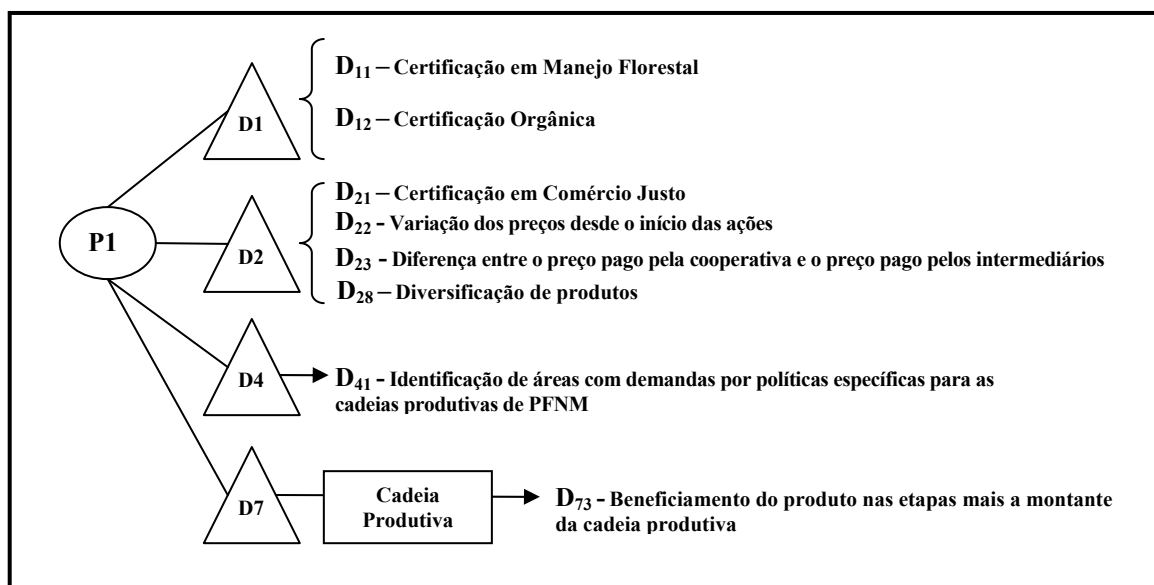 D11 – Certificação em Manejo Florestal
D1
D12 – Certificação Orgânica
D21 – Certificação em Comércio Justo
D22 - Variação dos preços desde o início das ações
P1
D2
D23 - Diferença entre o preço pago pela cooperativa e o preço pago pelos intermediários
D28 – Diversificação de produtos
D4
D41 - Identificação de áreas com demandas por políticas específicas para as
cadeias produtivas de PFNM
D7
Cadeia
Produtiva
D73 - Beneficiamento do produto nas etapas mais a montante
da cadeia produtiva